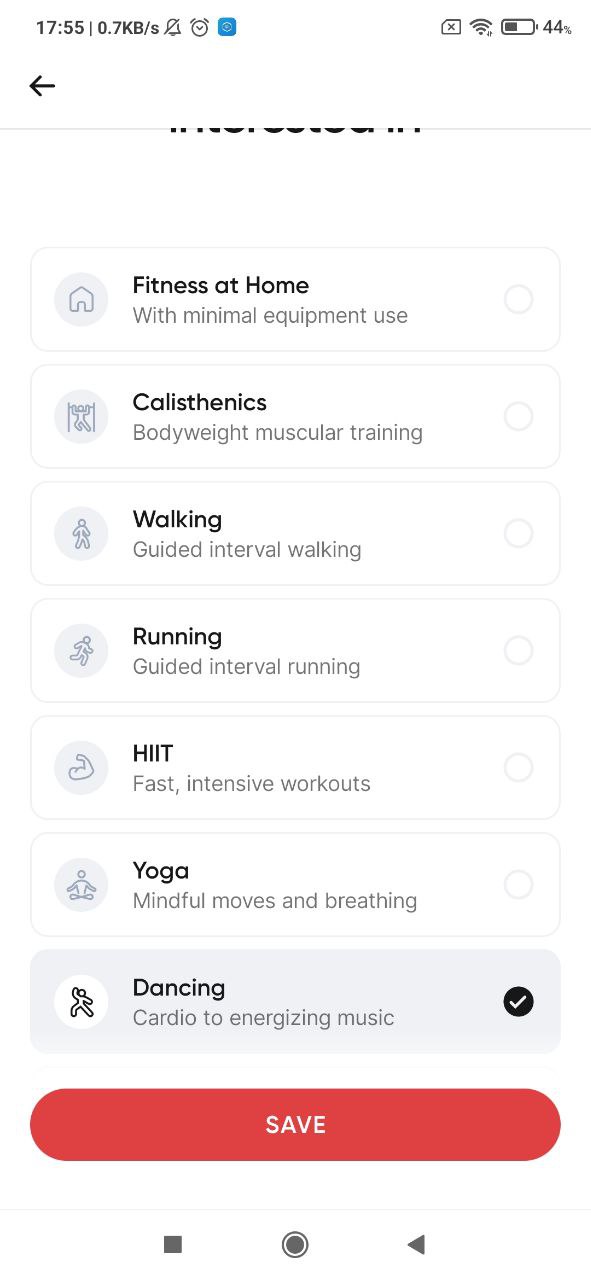 17:55 | 0.7KB/s
44%
interested in
Fitness at Home
With minimal equipment use
Calisthenics
Bodyweight muscular training
Walking
Guided interval walking
Running
Guided interval running
HIIT
Fast, intensive workouts
Yoga
Mindful moves and breathing
Dancing
Cardio to energizing music
SAVE